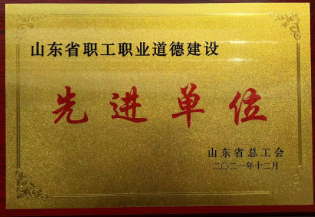 山东省职工职业道德建设
先进单位
山东省总工会
二〇二一年十二月